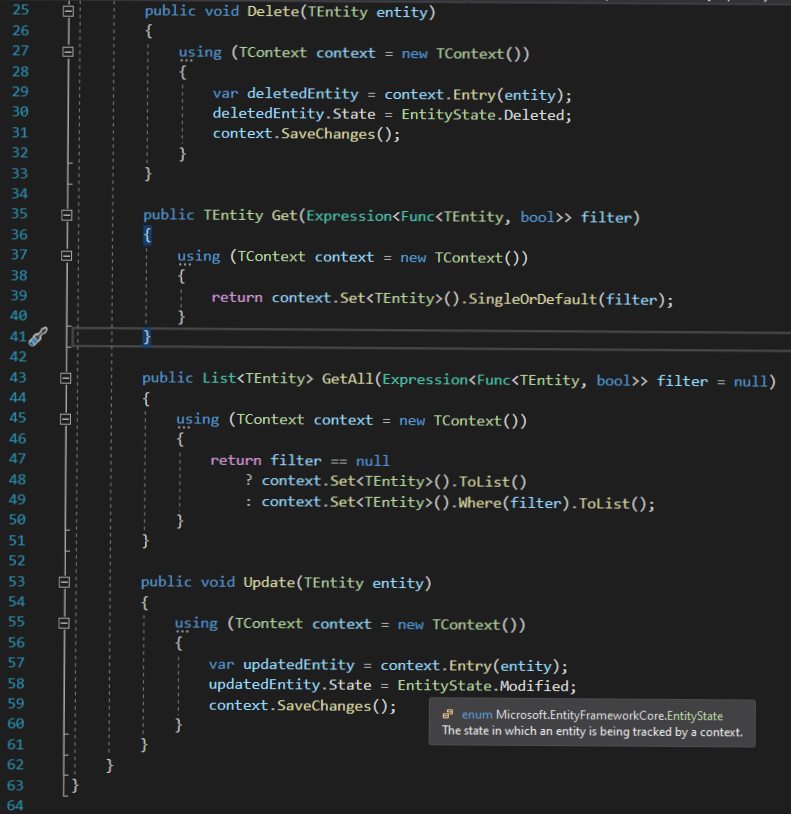 25 public void Delete(TEntity entity)
26 {
27 using (TContext context = new TContext())
28 {
29 var deletedEntity = context.Entry(entity);
30 deletedEntity.State = EntityState.Deleted;
31 context.SaveChanges();
32 }
33 }
34
35 public TEntity Get(Expression<Func<TEntity, bool>> filter)
36 {
37 using (TContext context = new TContext())
38 {
39 return context.Set<TEntity>().SingleOrDefault(filter);
40 }
41 }
42
43 public List<TEntity> GetAll(Expression<Func<TEntity, bool>> filter = null)
44 {
45 using (TContext context = new TContext())
46 {
47 return filter == null
48 ? context.Set<TEntity>().ToList()
49 : context.Set<TEntity>().Where(filter).ToList();
50 }
51 }
52
53 public void Update(TEntity entity)
54 {
55 using (TContext context = new TContext())
56 {
57 var updatedEntity = context.Entry(entity);
58 updatedEntity.State = EntityState.Modified;
59 context.SaveChanges();
enum Microsoft.EntityFrameworkCore.EntityState
The state in which an entity is being tracked by a context.
60 }
61 }
62 }
63 }
64